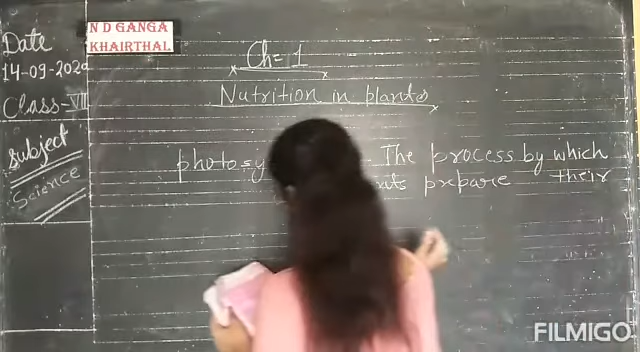 N D GANGA
KHAIRTHAL
Date
14-09-2020
Class-VII
Subject
Science
Ch=1
Nutrition in plants
The process by which
prepare their
FILMIGO